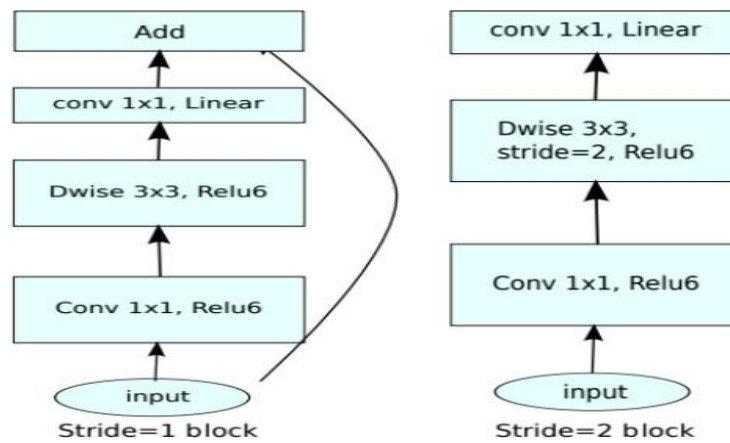 Add
conv 1x1, Linear
Dwise 3x3, Relu6
Conv 1x1, Relu6
input
Stride=1 block
conv 1x1, Linear
Dwise 3x3,
stride=2, Relu6
Conv 1x1, Relu6
input
Stride=2 block